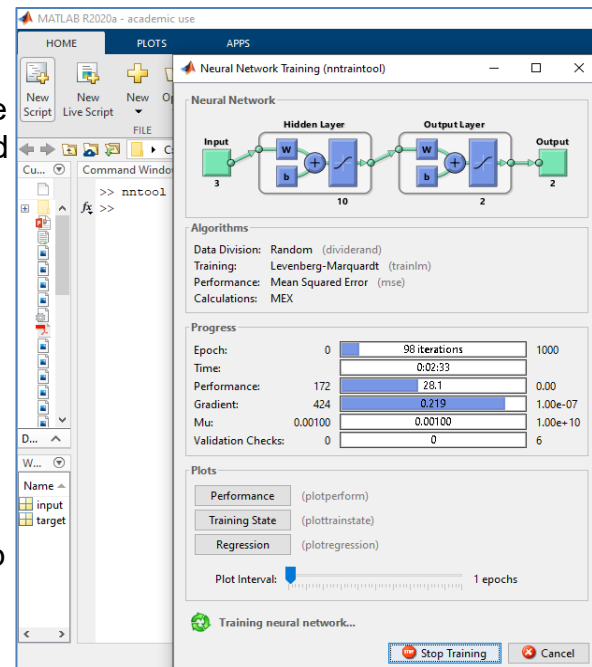 MATLAB R2020a - academic use
HOME PLOTS APPS
New Script
New Live Script
New
FILE
Cu...
Command Windo
>> nntool
fx >>
D...
W...
Name
input
target
Neural Network Training (nntraintool)
Neural Network
Hidden Layer
Output Layer
Input
Output
W
b
W
b
3
10
2
2
Algorithms
Data Division: Random (dividerand)
Training: Levenberg-Marquardt (trainlm)
Performance: Mean Squared Error (mse)
Calculations: MEX
Progress
Epoch: 0 98 iterations 1000
Time: 0:02:33
Performance: 172 28.1 0.00
Gradient: 424 0.219 1.00e-07
Mu: 0.00100 0.00100 1.00e+10
Validation Checks: 0 0 6
Plots
Performance (plotperform)
Training State (plottrainstate)
Regression (plotregression)
Plot Interval: 1 epochs
Training neural network...
Stop Training
Cancel